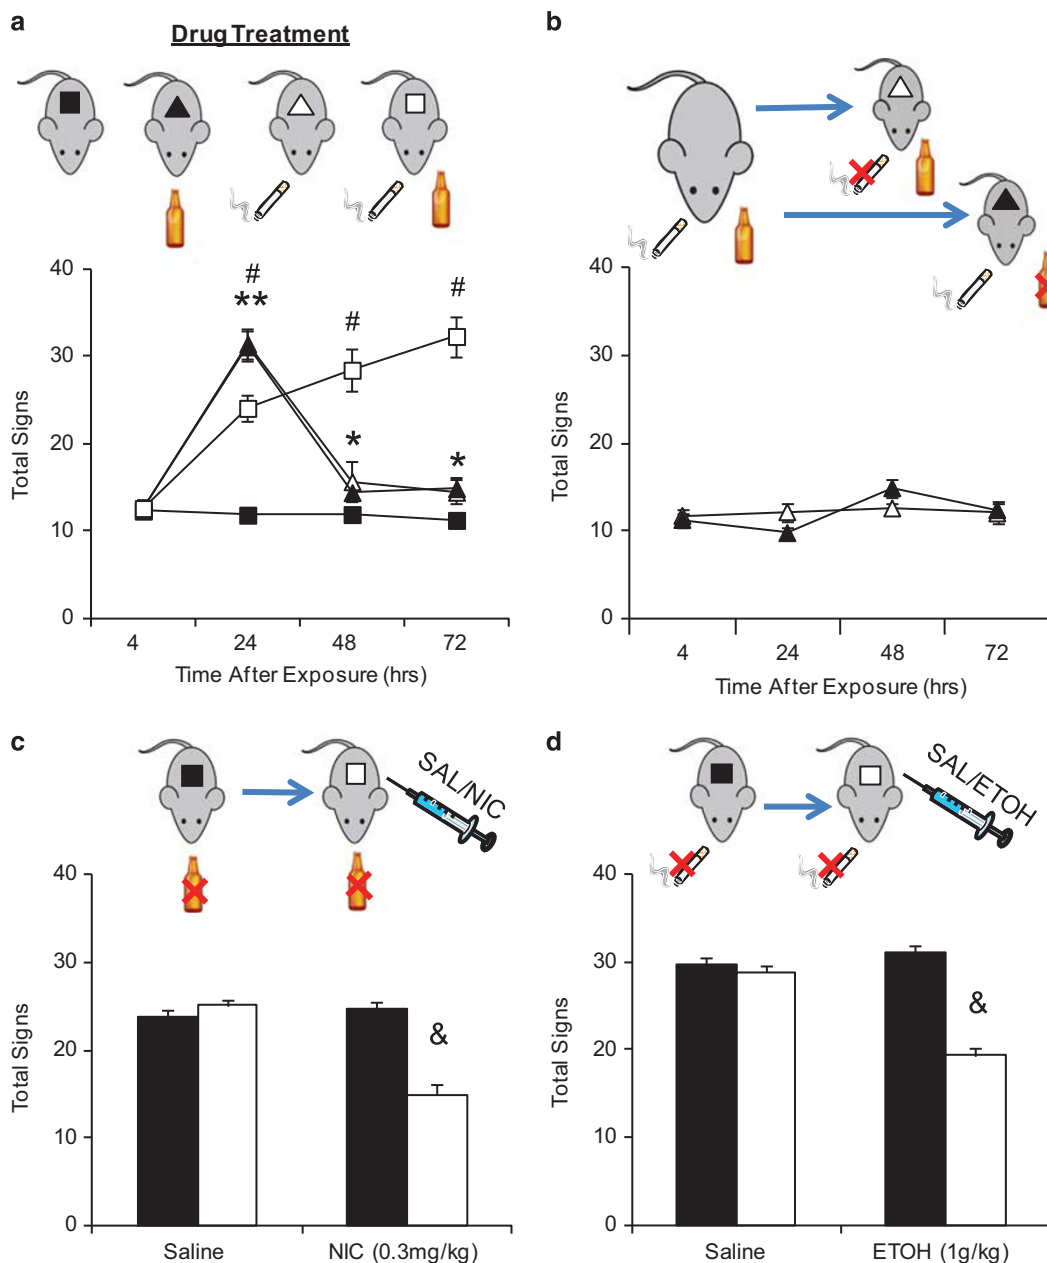 a
Drug Treatment
40
30
20
10
0
Total Signs
#
**
#
#
*
*
4 24 48 72
Time After Exposure (hrs)
b
40
30
20
10
0
Total Signs
4 24 48 72
Time After Exposure (hrs)
c
SAL/NIC
40
30
20
10
0
Total Signs
&
Saline NIC (0.3mg/kg)
d
SAL/ETOH
40
30
20
10
0
Total Signs
&
Saline ETOH (1g/kg)